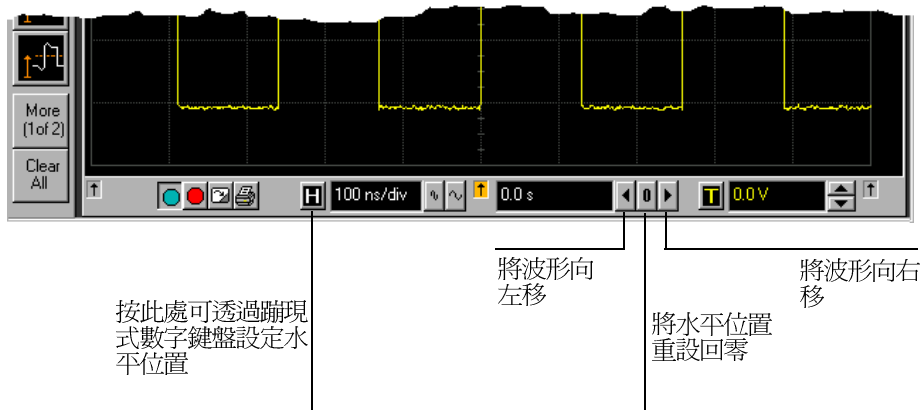 More
(1of 2)
Clear
All
H
100 ns/div
0.0 s
0
T
0.0 V
將波形向
左移
將波形向右
移
按此處可透過蹦現
式數字鍵盤設定水
平位置
將水平位置
重設回零